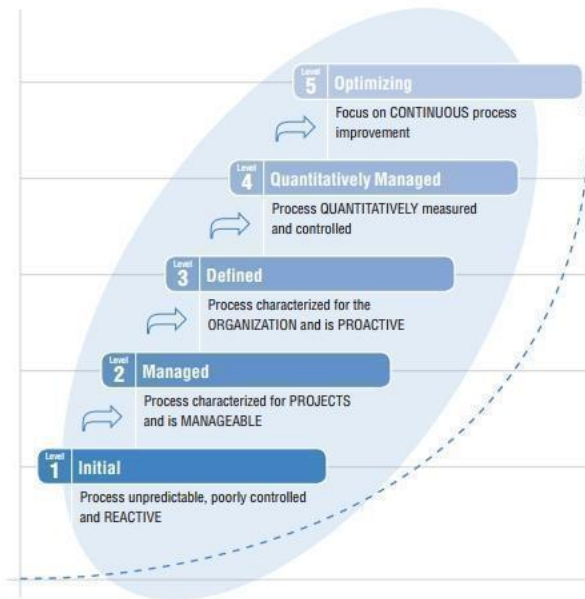 Level
5 Optimizing
Focus on CONTINUOUS process
improvement
Level
4 Quantitatively Managed
Process QUANTITATIVELY measured
and controlled
Level
3 Defined
Process characterized for the
ORGANIZATION and is PROACTIVE
Level
2 Managed
Process characterized for PROJECTS
and is MANAGEABLE
Level
1 Initial
Process unpredictable, poorly controlled
and REACTIVE